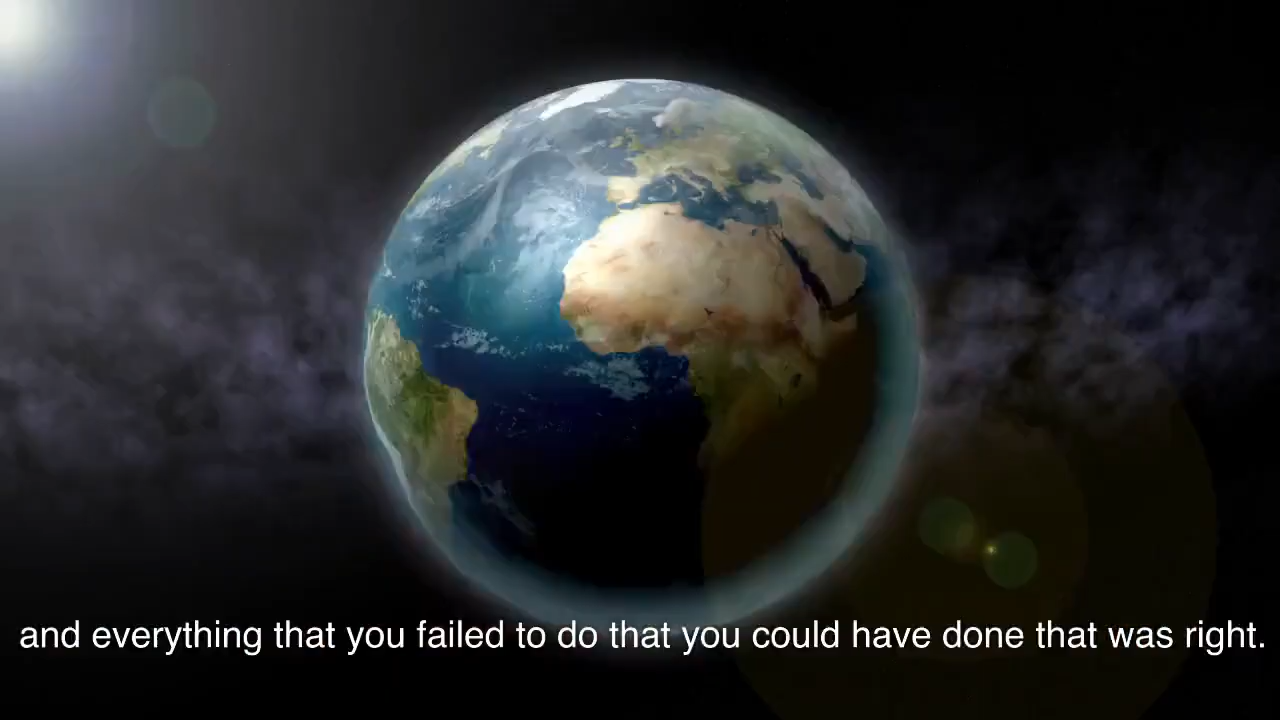 and everything that you failed to do that you could have done that was right.